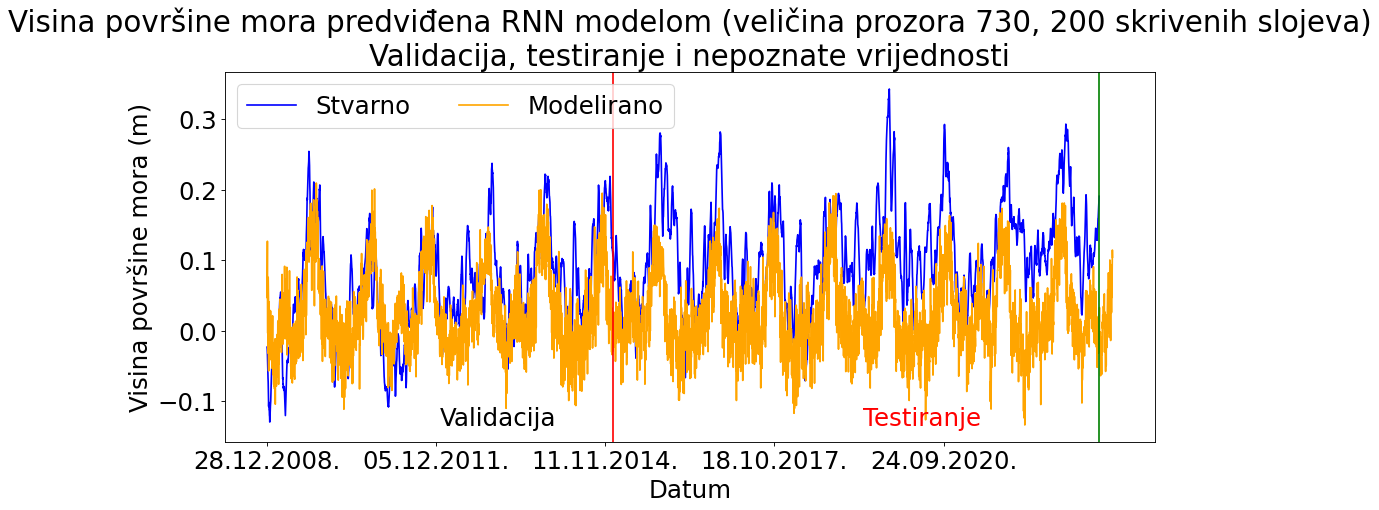 Visina površine mora predviđena RNN modelom (veličina prozora 730, 200 skrivenih slojeva)
Validacija, testiranje i nepoznate vrijednosti
Stvarno
Modelirano
Visina površine mora (m)
0.3
0.2
0.1
0.0
−0.1
Validacija
Testiranje
28.12.2008.
05.12.2011.
11.11.2014.
18.10.2017.
24.09.2020.
Datum